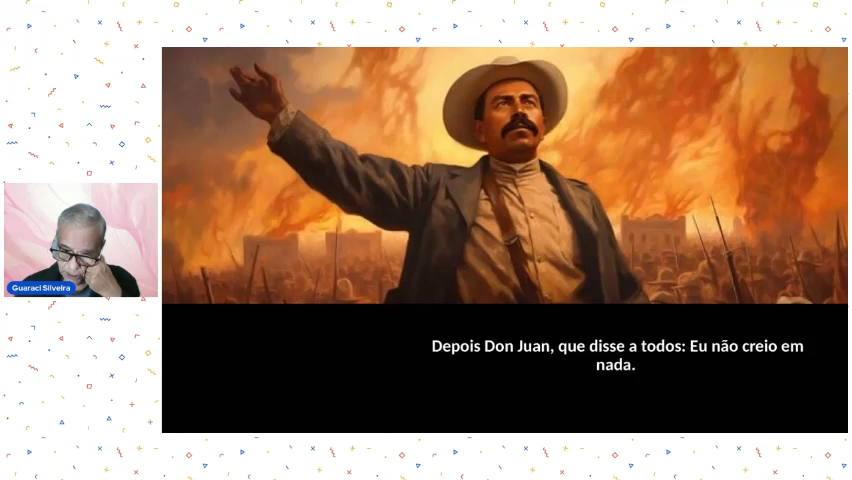 Guaraci Silveira
Depois Don Juan, que disse a todos: Eu não creio em
nada.